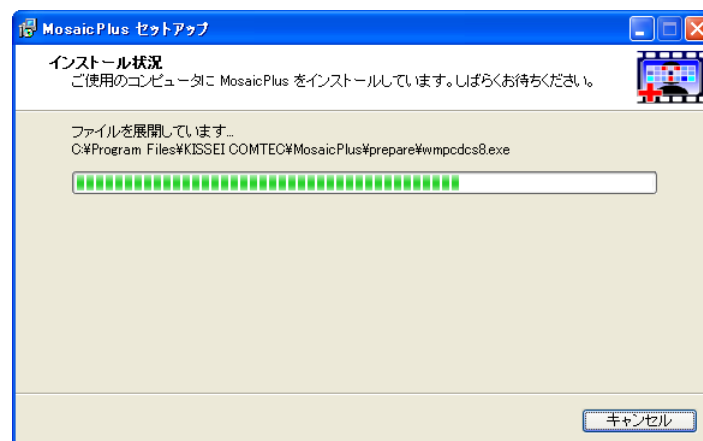 MosaicPlus セットアップ
インストール状況
ご使用のコンピュータに MosaicPlus をインストールしています。しばらくお待ちください。
ファイルを展開しています...
C:¥Program Files¥KISSEI COMTEC¥MosaicPlus¥prepare¥wmpcdcs8.exe
キャンセル